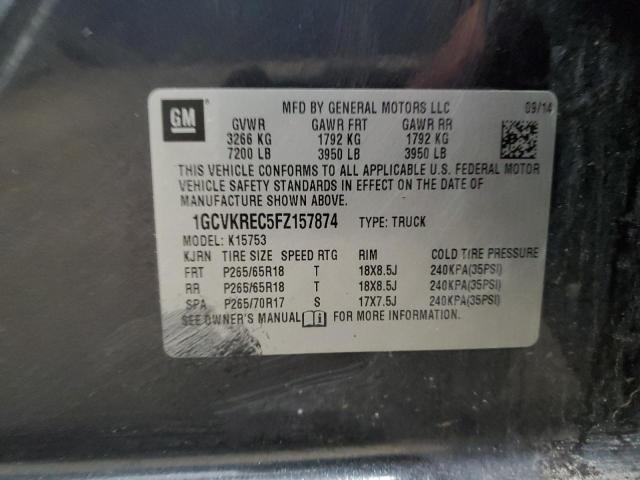 GM ® MFD BY GENERAL MOTORS LLC 09/14
GVWR GAWR FRT GAWR RR
3266 KG 1792 KG 1792 KG
7200 LB 3950 LB 3950 LB
THIS VEHICLE CONFORMS TO ALL APPLICABLE U.S. FEDERAL MOTOR
VEHICLE SAFETY STANDARDS IN EFFECT ON THE DATE OF
MANUFACTURE SHOWN ABOVE.
1GCVKREC5FZ157874 TYPE: TRUCK
MODEL: K15753
KJRN TIRE SIZE SPEED RTG RIM COLD TIRE PRESSURE
FRT P265/65R18 T 18X8.5J 240KPA(35PSI)
RR P265/65R18 T 18X8.5J 240KPA(35PSI)
SPA P265/70R17 S 17X7.5J 240KPA(35PSI)
SEE OWNER'S MANUAL i FOR MORE INFORMATION.